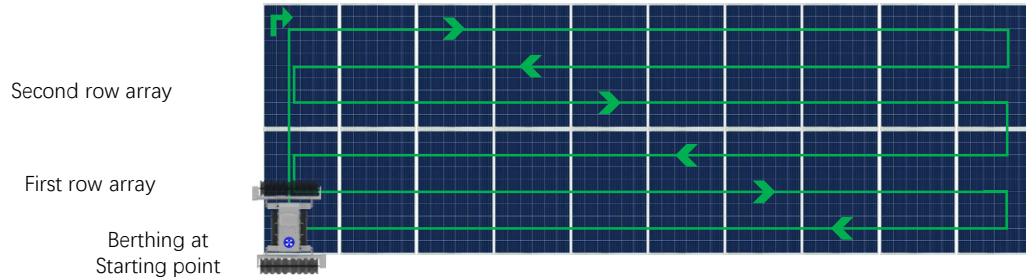 Second row array
First row array
Berthing at
Starting point